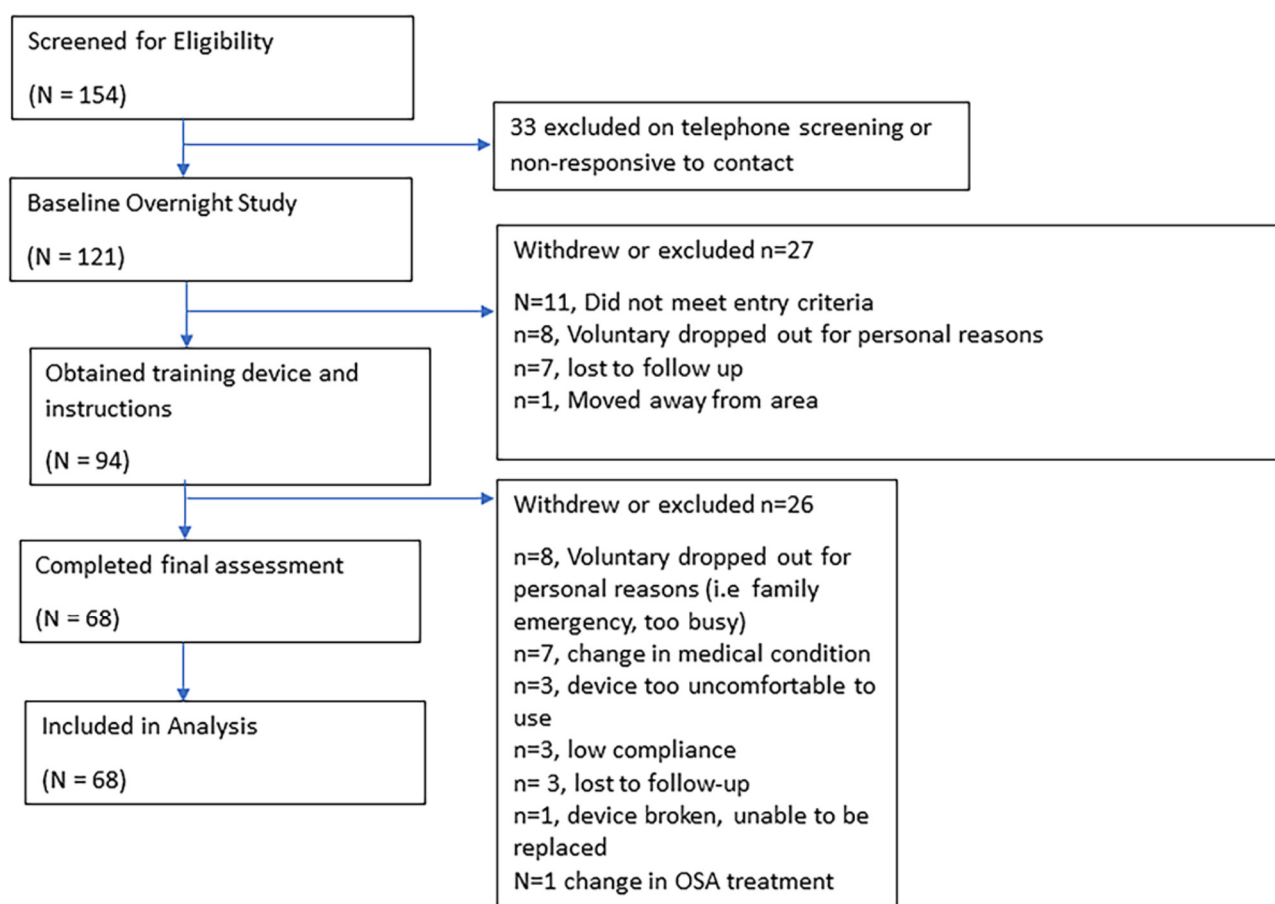 Screened for Eligibility
(N = 154)
33 excluded on telephone screening or
non-responsive to contact
Baseline Overnight Study
(N = 121)
Withdrew or excluded n=27
N=11, Did not meet entry criteria
n=8, Voluntary dropped out for personal reasons
n=7, lost to follow up
n=1, Moved away from area
Obtained training device and
instructions
(N = 94)
Withdrew or excluded n=26
n=8, Voluntary dropped out for
personal reasons (i.e  family
emergency, too busy)
n=7, change in medical condition
n=3, device too uncomfortable to
use
n=3, low compliance
n= 3, lost to follow-up
n=1, device broken, unable to be
replaced
N=1 change in OSA treatment
Completed final assessment
(N = 68)
Included in Analysis
(N = 68)